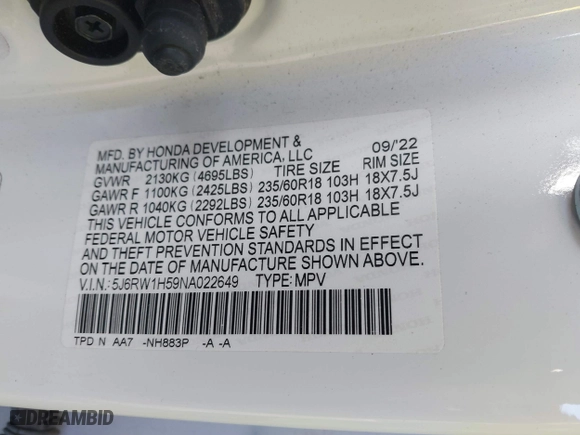 MFD. BY HONDA DEVELOPMENT &
MANUFACTURING OF AMERICA, LLC 09/'22
GVWR 2130KG (4695LBS) TIRE SIZE RIM SIZE
GAWR F 1100KG (2425LBS) 235/60R18 103H 18X7.5J
GAWR R 1040KG (2292LBS) 235/60R18 103H 18X7.5J
THIS VEHICLE CONFORMS TO ALL APPLICABLE
FEDERAL MOTOR VEHICLE SAFETY
AND THEFT PREVENTION STANDARDS IN EFFECT
ON THE DATE OF MANUFACTURE SHOWN ABOVE.
V.I.N.: 5J6RW1H59NA022649 TYPE: MPV
TPD N AA7 -NH883P -A -A
DREAMBID